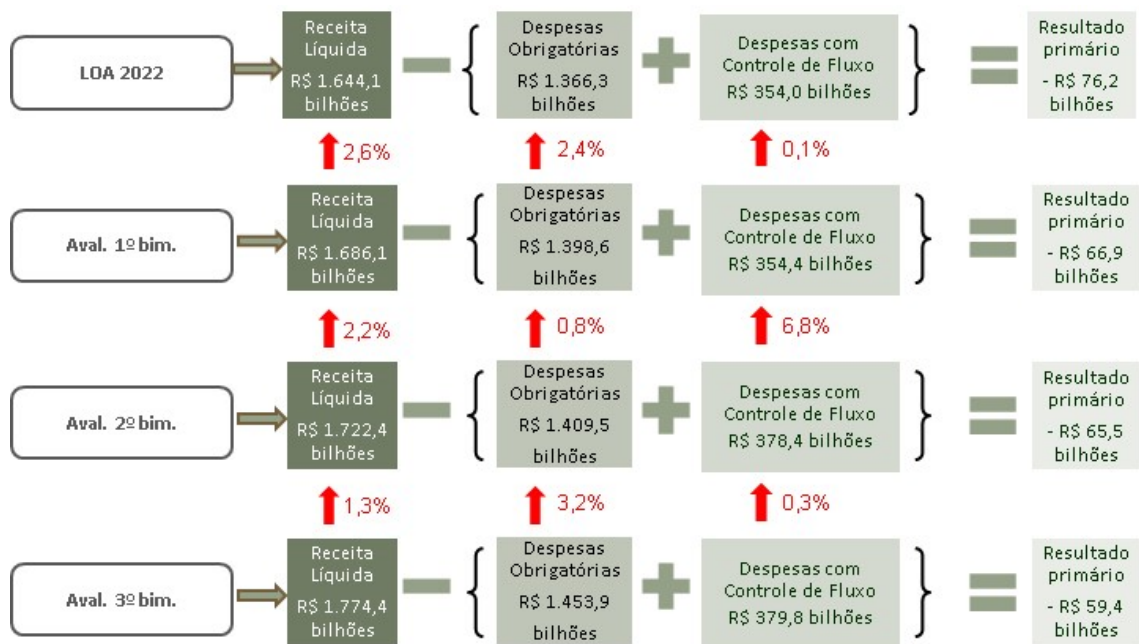 LOA 2022
Receita
Líquida
R$ 1.644,1
bilhões
Despesas
Obrigatórias
R$ 1.366,3
bilhões
Despesas com
Controle de Fluxo
R$ 354,0 bilhões
Resultado
primário
- R$ 76,2
bilhões
2,6%
2,4%
0,1%
Aval. 1º bim.
Receita
Líquida
R$ 1.686,1
bilhões
Despesas
Obrigatórias
R$ 1.398,6
bilhões
Despesas com
Controle de Fluxo
R$ 354,4 bilhões
Resultado
primário
- R$ 66,9
bilhões
2,2%
0,8%
6,8%
Aval. 2º bim.
Receita
Líquida
R$ 1.722,4
bilhões
Despesas
Obrigatórias
R$ 1.409,5
bilhões
Despesas com
Controle de Fluxo
R$ 378,4 bilhões
Resultado
primário
- R$ 65,5
bilhões
1,3%
3,2%
0,3%
Aval. 3º bim.
Receita
Líquida
R$ 1.774,4
bilhões
Despesas
Obrigatórias
R$ 1.453,9
bilhões
Despesas com
Controle de Fluxo
R$ 379,8 bilhões
Resultado
primário
- R$ 59,4
bilhões